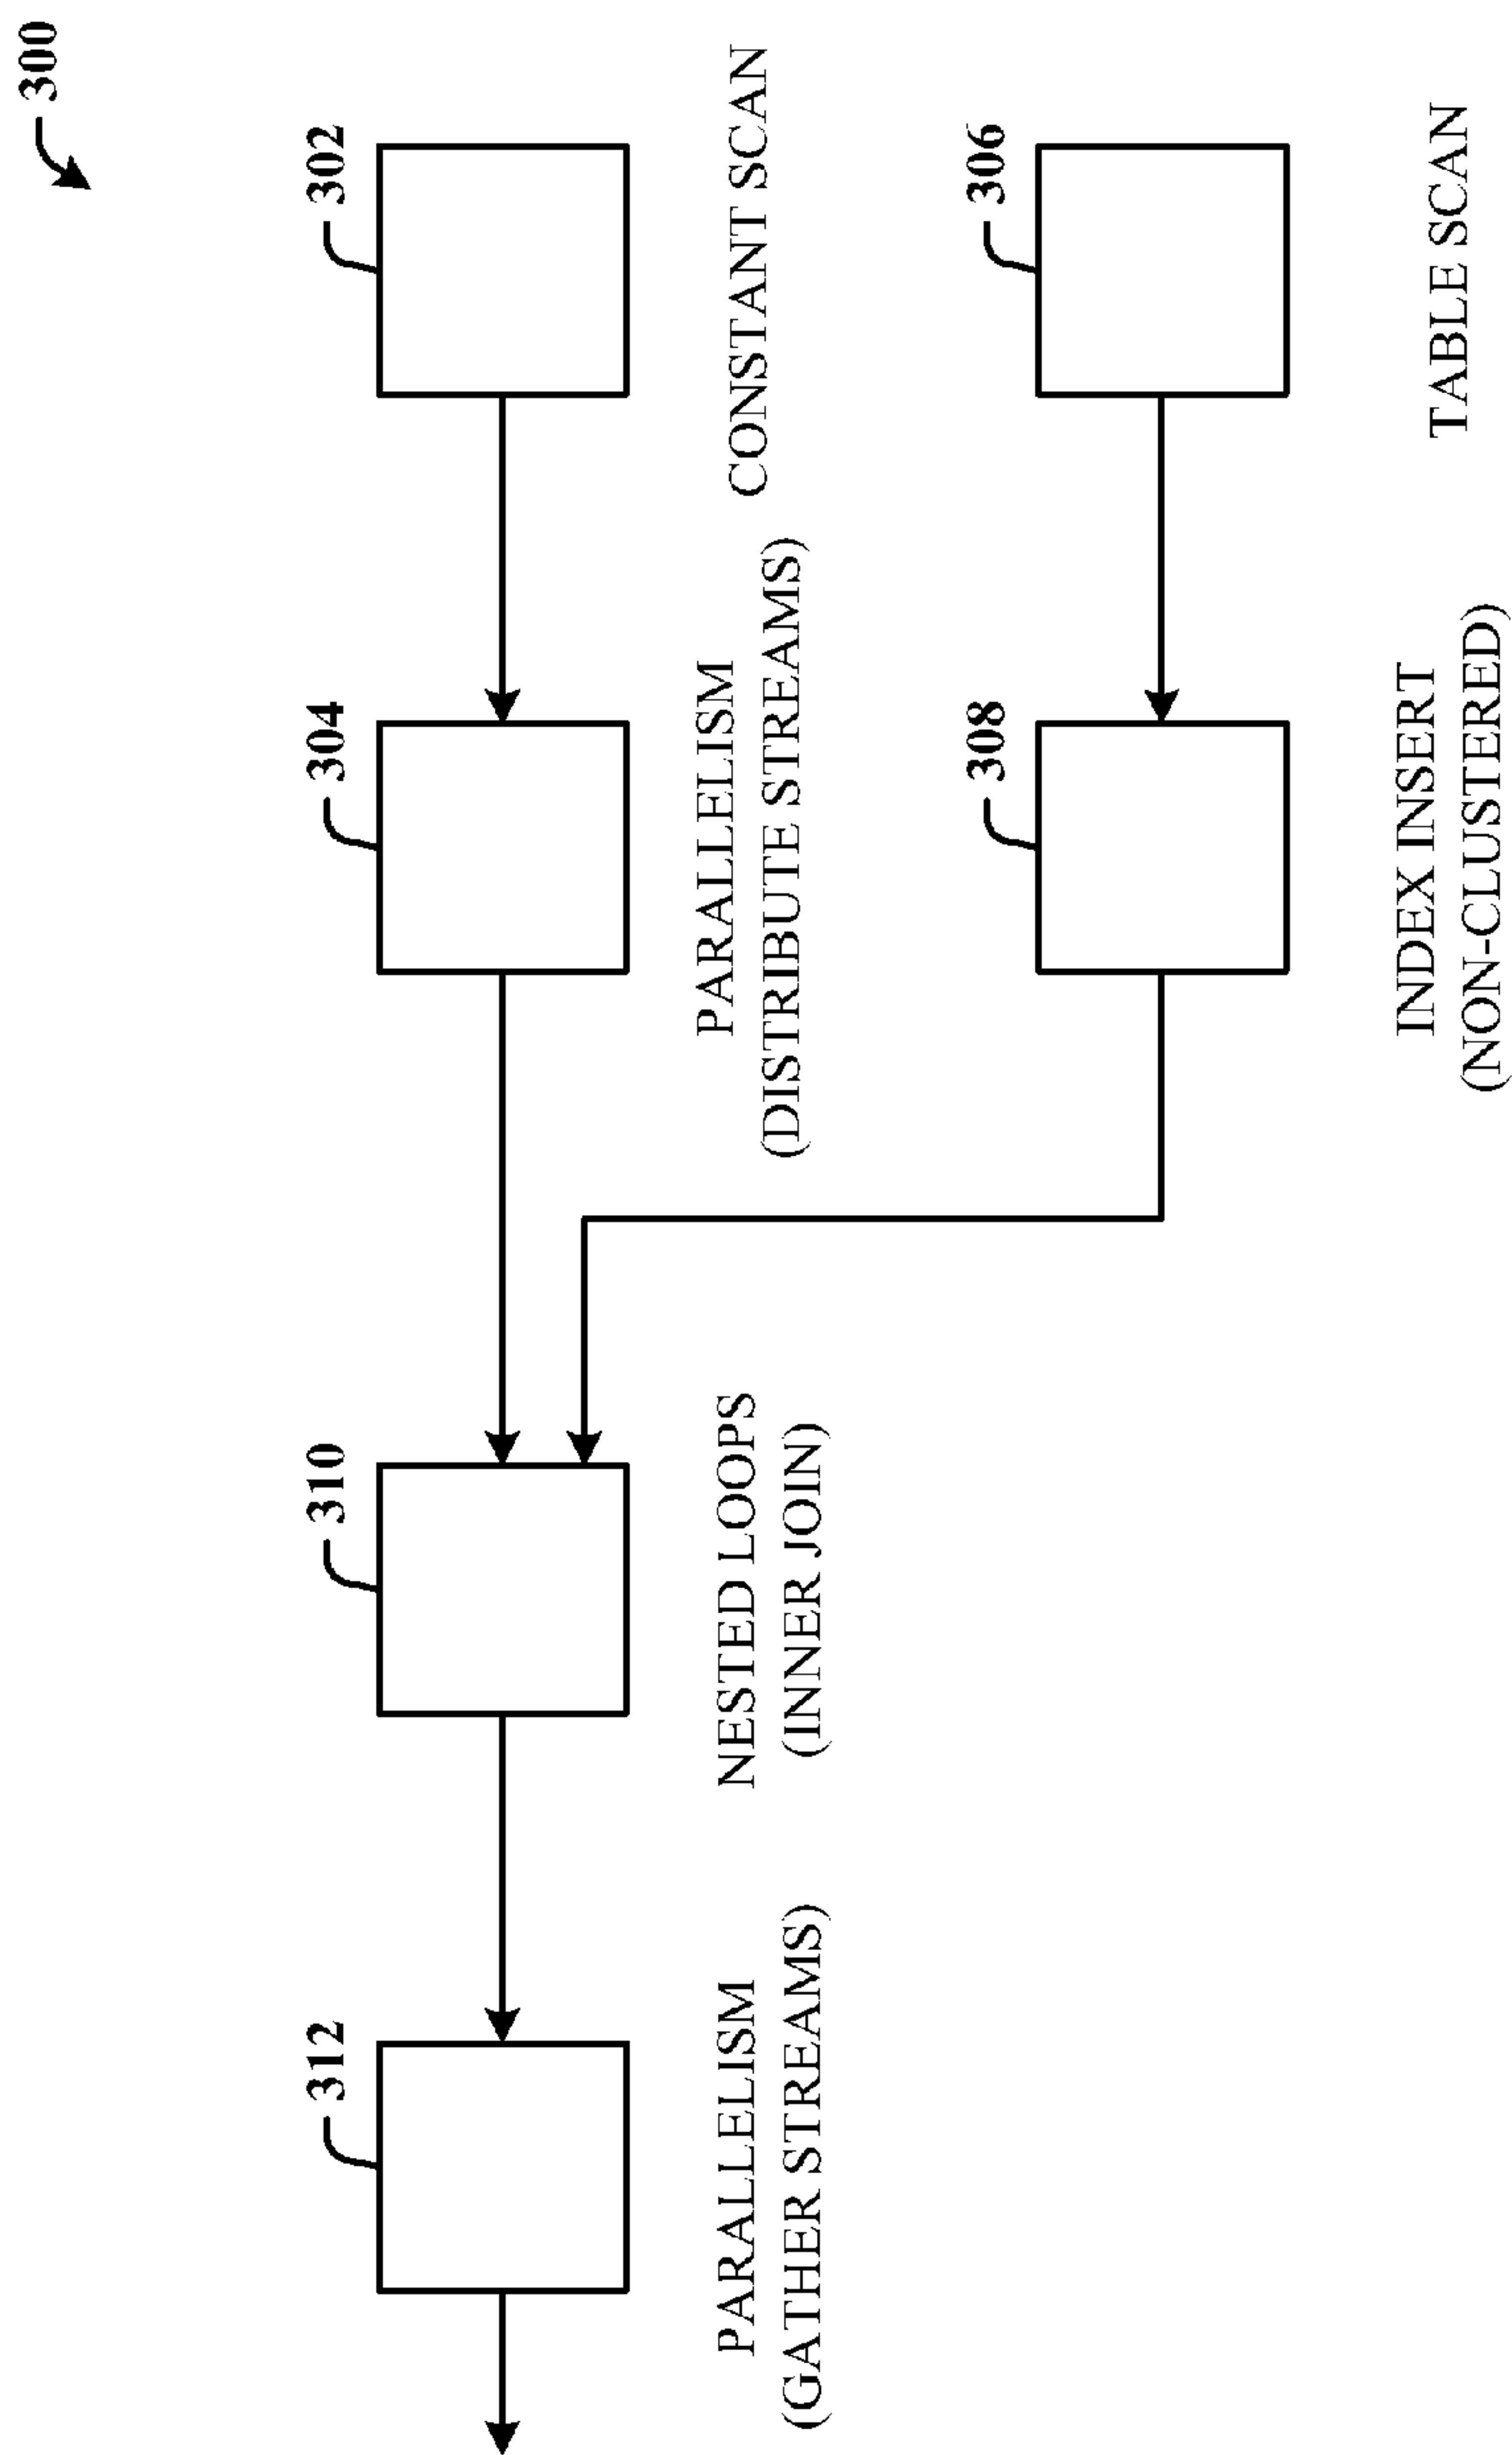 300
312
310
304
302
PARALLELISM
(GATHER STREAMS)
NESTED LOOPS
(INNER JOIN)
PARALLELISM
(DISTRIBUTE STREAMS)
CONSTANT SCAN
308
306
INDEX INSERT
(NON-CLUSTERED)
TABLE SCAN